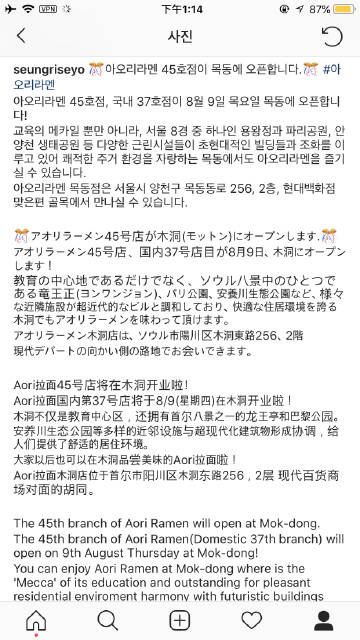 VPN 下午1:14 87%
사진
seungriseyo 🎊아오리라멘 45호점이 목동에 오픈합니다.🎊 #아
오리라멘
아오리라멘 45호점, 국내 37호점이 8월 9일 목요일 목동에 오픈합니
다!
교육의 메카일 뿐만 아니라, 서울 8경 중 하나인 용왕정과 파리공원, 안
양천 생태공원 등 다양한 근린시설들이 초현대적인 빌딩들과 조화를 이
루고 있어 쾌적한 주거 환경을 자랑하는 목동에서도 아오리라멘을 즐기
실 수 있습니다.
아오리라멘 목동점은 서울시 양천구 목동동로 256, 2층, 현대백화점
맞은편 골목에서 만나실 수 있습니다.
🎊アオリラーメン45号店が木洞(モットン)にオープンします.🎊
アオリラーメン45号店、国内37号店目が8月9日、木洞にオープン
します！
教育の中心地であるだけでなく、ソウル八景中のひとつで
ある竜王正(ヨンワンジョン)、パリ公園、安養川生態公園など、様々
な近隣施設が超近代的なビルと調和しており、快適な住居環境を誇る
木洞でもアオリラーメンを味わって頂けます。
アオリラーメン木洞店は、ソウル市陽川区木洞東路256、2階
現代デパートの向かい側の路地でお会いできます。
Aori拉面45号店将在木洞开业啦!
Aori拉面国内第37号店将于8/9(星期四)在木洞开业啦!
木洞不仅是教育中心区，还拥有首尔八景之一的龙王亭和巴黎公园。
安养川生态公园等多样的近邻设施与超现代化建筑物形成协调，给
人们提供了舒适的居住环境。
大家以后也可以在木洞品尝美味的Aori拉面啦！
Aori拉面木洞店位于首尔市阳川区木洞东路256，2层 现代百货商
场对面的胡同。
The 45th branch of Aori Ramen will open at Mok-dong.
The 45th branch of Aori Ramen(Domestic 37th branch) will
open on 9th August Thursday at Mok-dong!
You can enjoy Aori Ramen at Mok-dong where is the
'Mecca' of its education and outstanding for pleasant
residential enviroment harmony with futuristic buildings